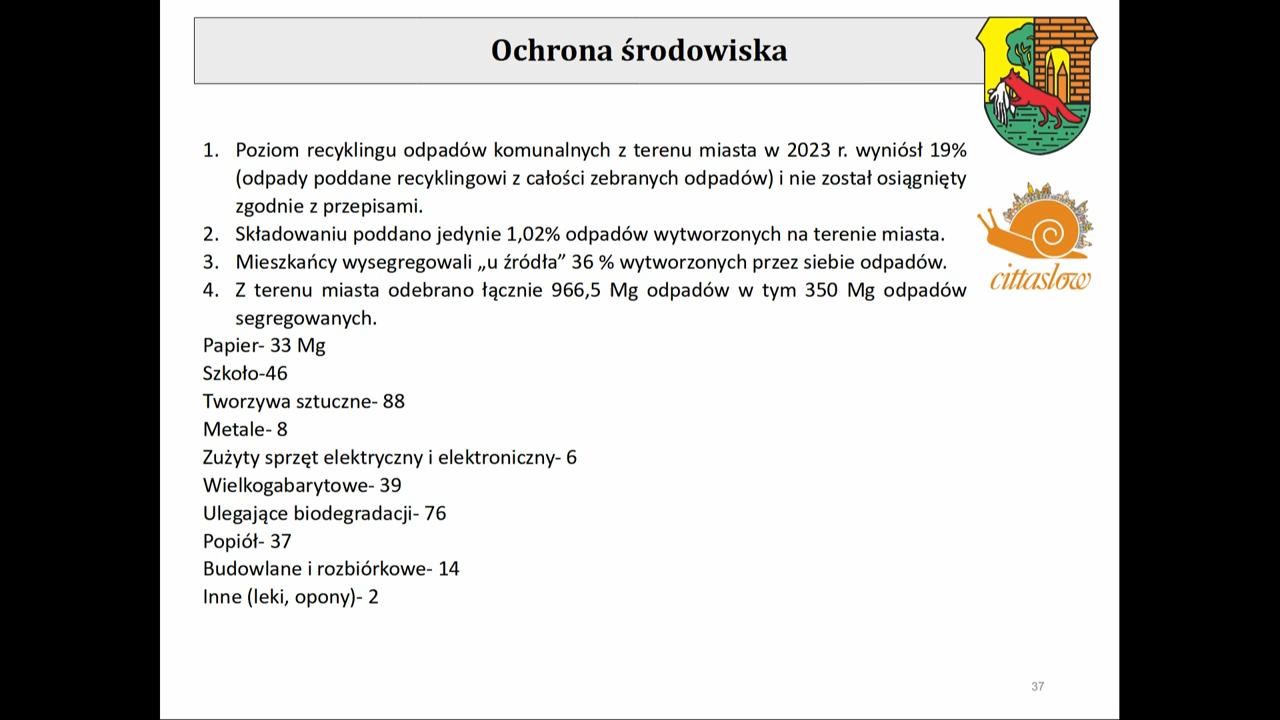 Ochrona środowiska
1. Poziom recyklingu odpadów komunalnych z terenu miasta w 2023 r. wyniósł 19%
(odpady poddane recyklingowi z całości zebranych odpadów) i nie został osiągnięty
zgodnie z przepisami.
2. Składowaniu poddano jedynie 1,02% odpadów wytworzonych na terenie miasta.
3. Mieszkańcy wysegregowali „u źródła” 36 % wytworzonych przez siebie odpadów.
4. Z terenu miasta odebrano łącznie 966,5 Mg odpadów w tym 350 Mg odpadów
segregowanych.
Papier- 33 Mg
Szkoło-46
Tworzywa sztuczne- 88
Metale- 8
Zużyty sprzęt elektryczny i elektroniczny- 6
Wielkogabarytowe- 39
Ulegające biodegradacji- 76
Popiół- 37
Budowlane i rozbiórkowe- 14
Inne (leki, opony)- 2
cittaslow
37